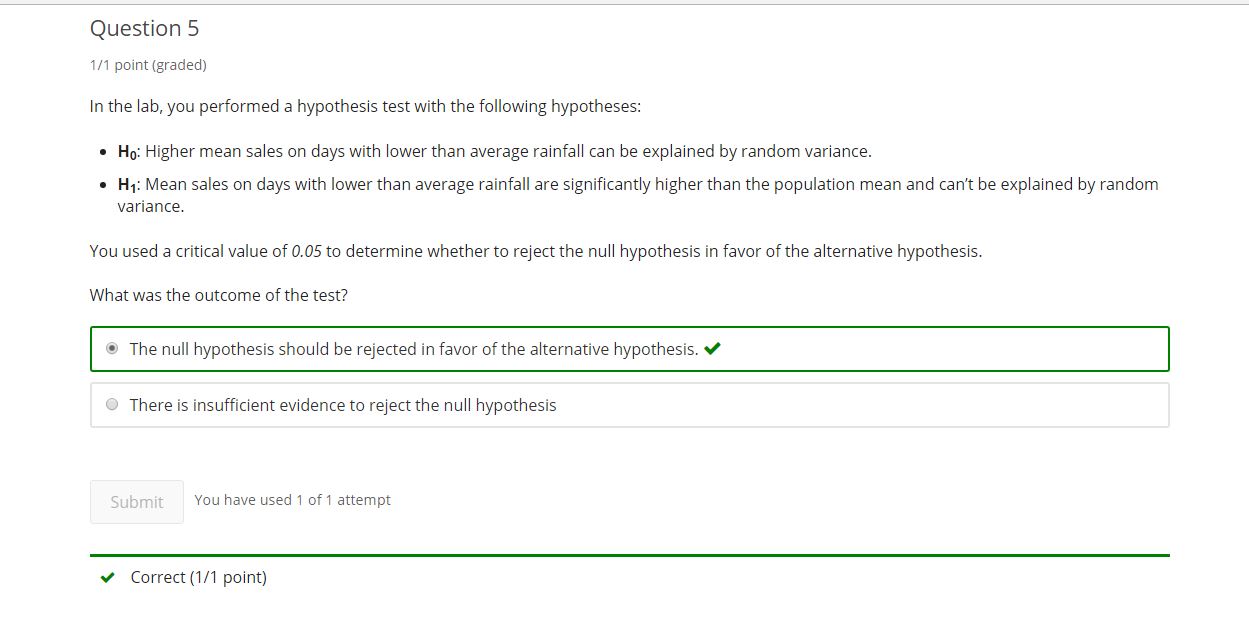 Question 5
1/1 point (graded)
In the lab, you performed a hypothesis test with the following hypotheses:
• H₀: Higher mean sales on days with lower than average rainfall can be explained by random variance.
• H₁: Mean sales on days with lower than average rainfall are significantly higher than the population mean and can’t be explained by random
variance.
You used a critical value of 0.05 to determine whether to reject the null hypothesis in favor of the alternative hypothesis.
What was the outcome of the test?
The null hypothesis should be rejected in favor of the alternative hypothesis. ✔
There is insufficient evidence to reject the null hypothesis
Submit You have used 1 of 1 attempt
✔ Correct (1/1 point)